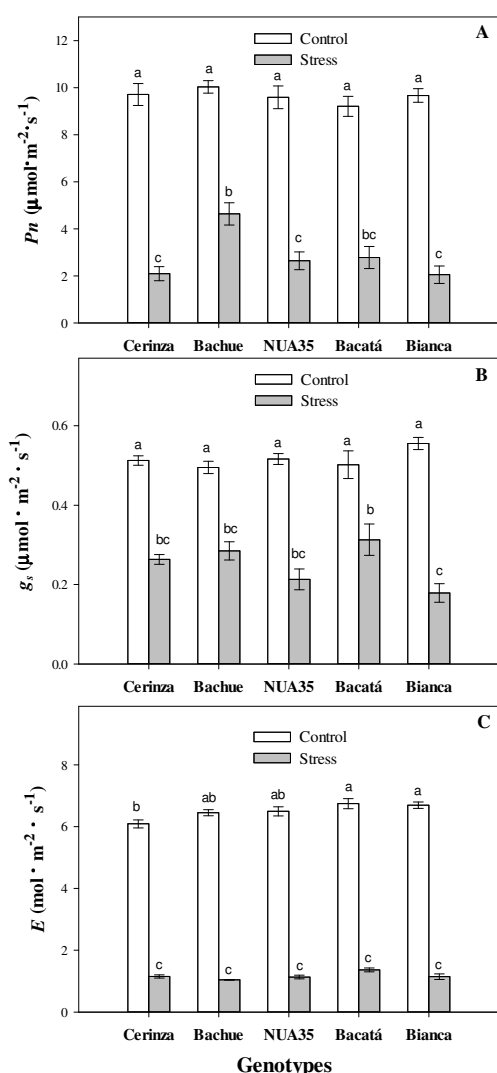 A
Control
Stress
12
10
8
6
4
2
0
Pn (µmol•m⁻²•s⁻¹)
a a a a a
c b c bc c
Cerinza Bachue NUA35 Bacatá Bianca
B
Control
Stress
0.6
0.4
0.2
0.0
gs (µmol • m⁻² • s⁻¹)
a a a a a
bc bc bc b c
Cerinza Bachue NUA35 Bacatá Bianca
C
Control
Stress
8
6
4
2
0
E (mol • m⁻² • s⁻¹)
b ab ab a a
c c c c c
Cerinza Bachue NUA35 Bacatá Bianca
Genotypes